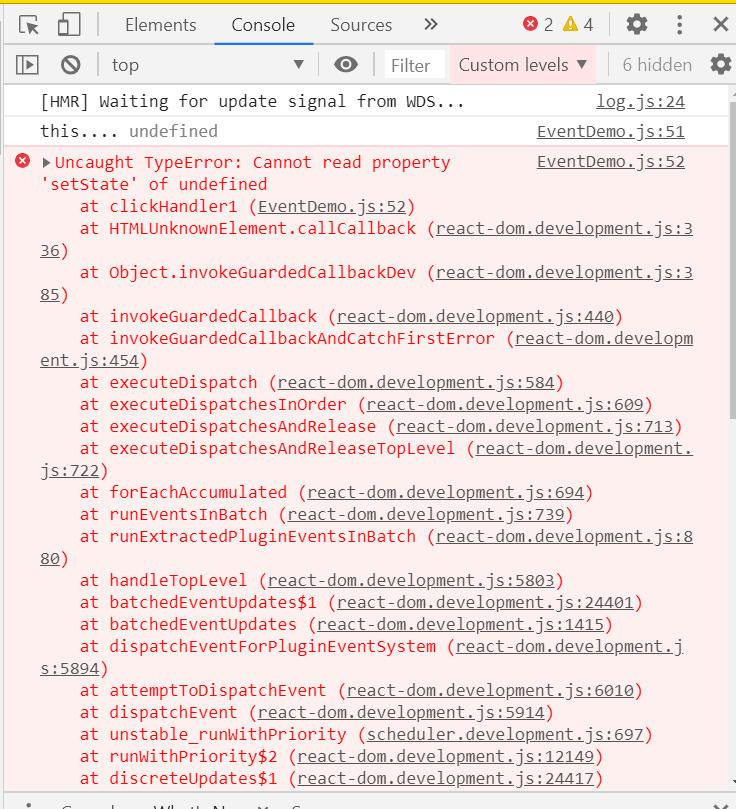 Elements Console Sources » 2 4
top Filter Custom levels 6 hidden
[HMR] Waiting for update signal from WDS... log.js:24
this.... undefined EventDemo.js:51
Uncaught TypeError: Cannot read property EventDemo.js:52
'setState' of undefined
at clickHandler1 (EventDemo.js:52)
at HTMLUnknownElement.callCallback (react-dom.development.js:3
36)
at Object.invokeGuardedCallbackDev (react-dom.development.js:3
85)
at invokeGuardedCallback (react-dom.development.js:440)
at invokeGuardedCallbackAndCatchFirstError (react-dom.developm
ent.js:454)
at executeDispatch (react-dom.development.js:584)
at executeDispatchesInOrder (react-dom.development.js:609)
at executeDispatchesAndRelease (react-dom.development.js:713)
at executeDispatchesAndReleaseTopLevel (react-dom.development.
js:722)
at forEachAccumulated (react-dom.development.js:694)
at runEventsInBatch (react-dom.development.js:739)
at runExtractedPluginEventsInBatch (react-dom.development.js:8
80)
at handleTopLevel (react-dom.development.js:5803)
at batchedEventUpdates$1 (react-dom.development.js:24401)
at batchedEventUpdates (react-dom.development.js:1415)
at dispatchEventForPluginEventSystem (react-dom.development.j
s:5894)
at attemptToDispatchEvent (react-dom.development.js:6010)
at dispatchEvent (react-dom.development.js:5914)
at unstable_runWithPriority (scheduler.development.js:697)
at runWithPriority$2 (react-dom.development.js:12149)
at discreteUpdates$1 (react-dom.development.js:24417)